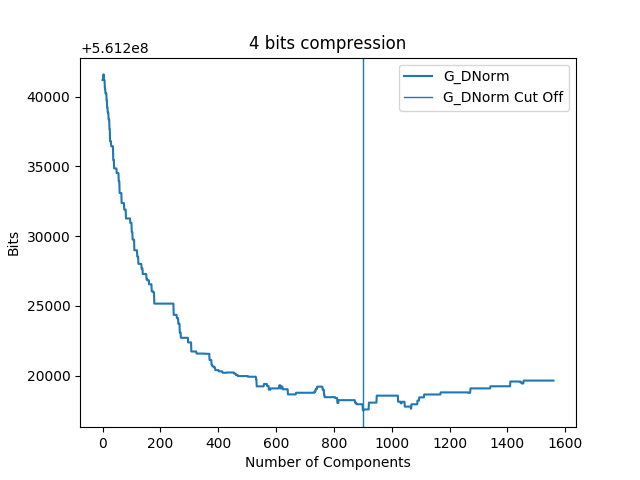 4 bits compression
+5.612e8
G_DNorm
G_DNorm Cut Off
40000
35000
30000
25000
20000
Bits
0 200 400 600 800 1000 1200 1400 1600
Number of Components